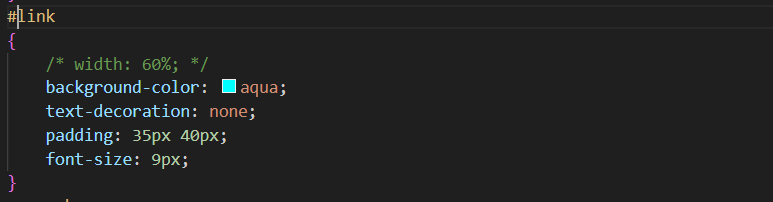 #link
{
/* width: 60%; */
background-color: aqua;
text-decoration: none;
padding: 35px 40px;
font-size: 9px;
}